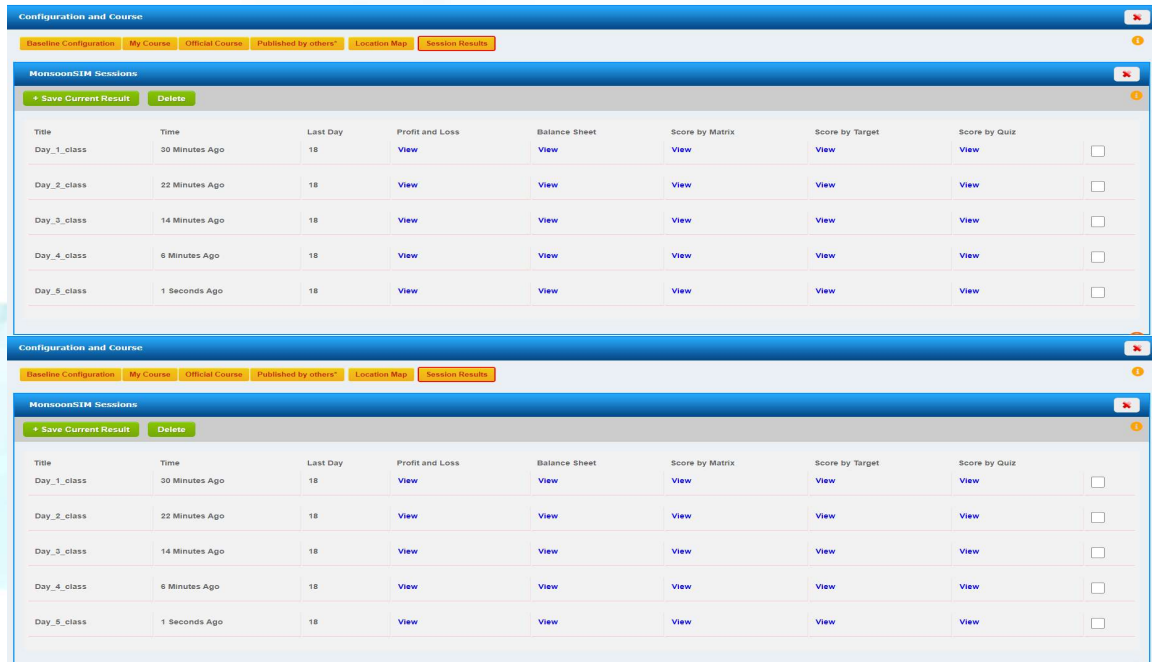 Configuration and Course
Baseline Configuration My Course Official Course Published by others* Location Map Session Results
MonsoonSIM Sessions
+ Save Current Result Delete
Title Time Last Day Profit and Loss Balance Sheet Score by Matrix Score by Target Score by Quiz
Day_1_class 30 Minutes Ago 18 View View View View View
Day_2_class 22 Minutes Ago 18 View View View View View
Day_3_class 14 Minutes Ago 18 View View View View View
Day_4_class 6 Minutes Ago 18 View View View View View
Day_5_class 1 Seconds Ago 18 View View View View View
Configuration and Course
Baseline Configuration My Course Official Course Published by others* Location Map Session Results
MonsoonSIM Sessions
+ Save Current Result Delete
Title Time Last Day Profit and Loss Balance Sheet Score by Matrix Score by Target Score by Quiz
Day_1_class 30 Minutes Ago 18 View View View View View
Day_2_class 22 Minutes Ago 18 View View View View View
Day_3_class 14 Minutes Ago 18 View View View View View
Day_4_class 6 Minutes Ago 18 View View View View View
Day_5_class 1 Seconds Ago 18 View View View View View